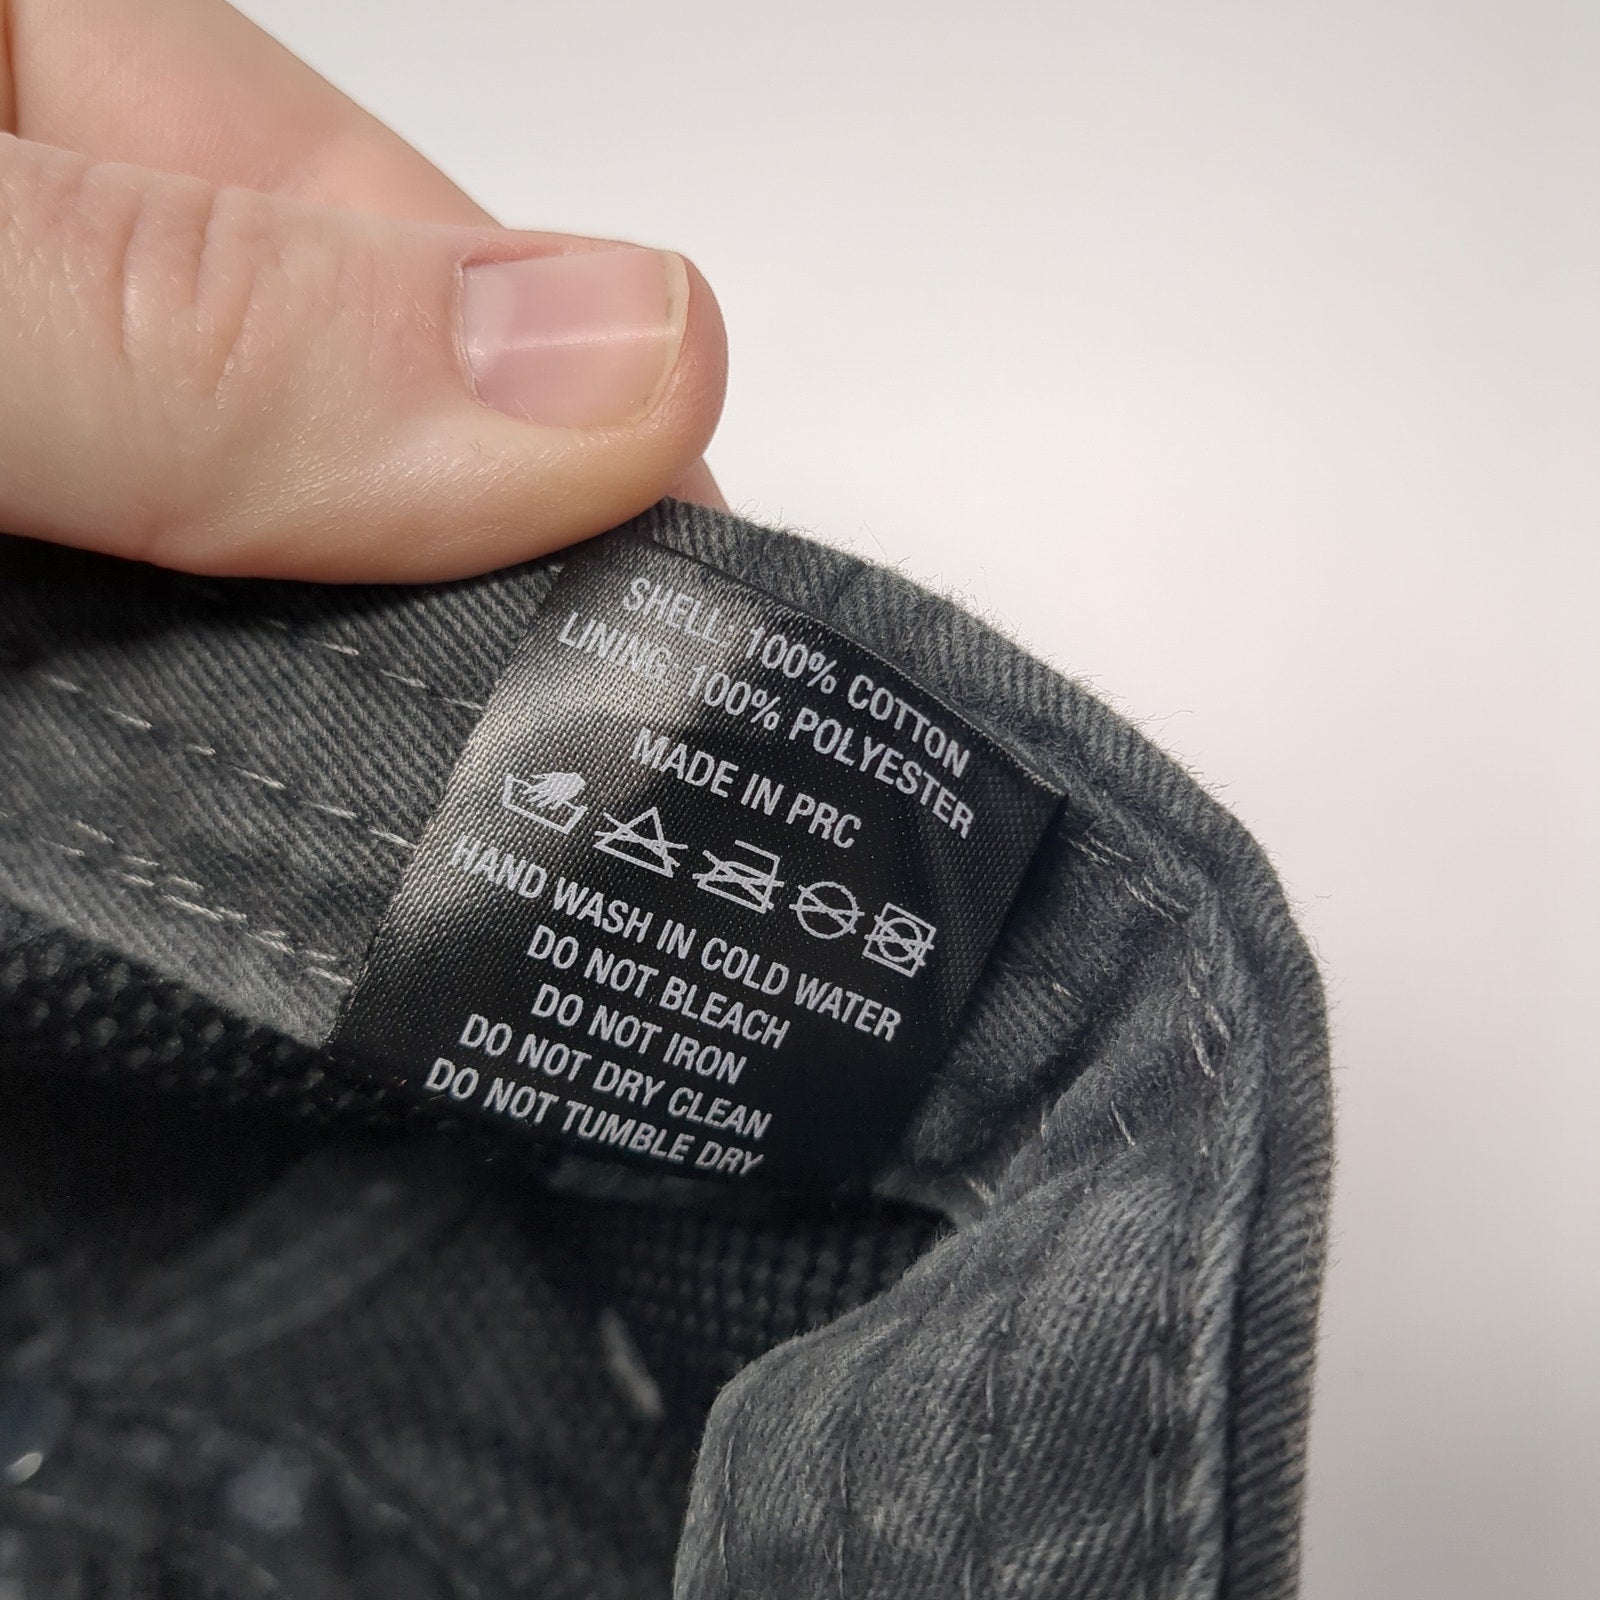 SHELL: 100% COTTON
LINING: 100% POLYESTER
MADE IN PRC
HAND WASH IN COLD WATER
DO NOT BLEACH
DO NOT IRON
DO NOT DRY CLEAN
DO NOT TUMBLE DRY